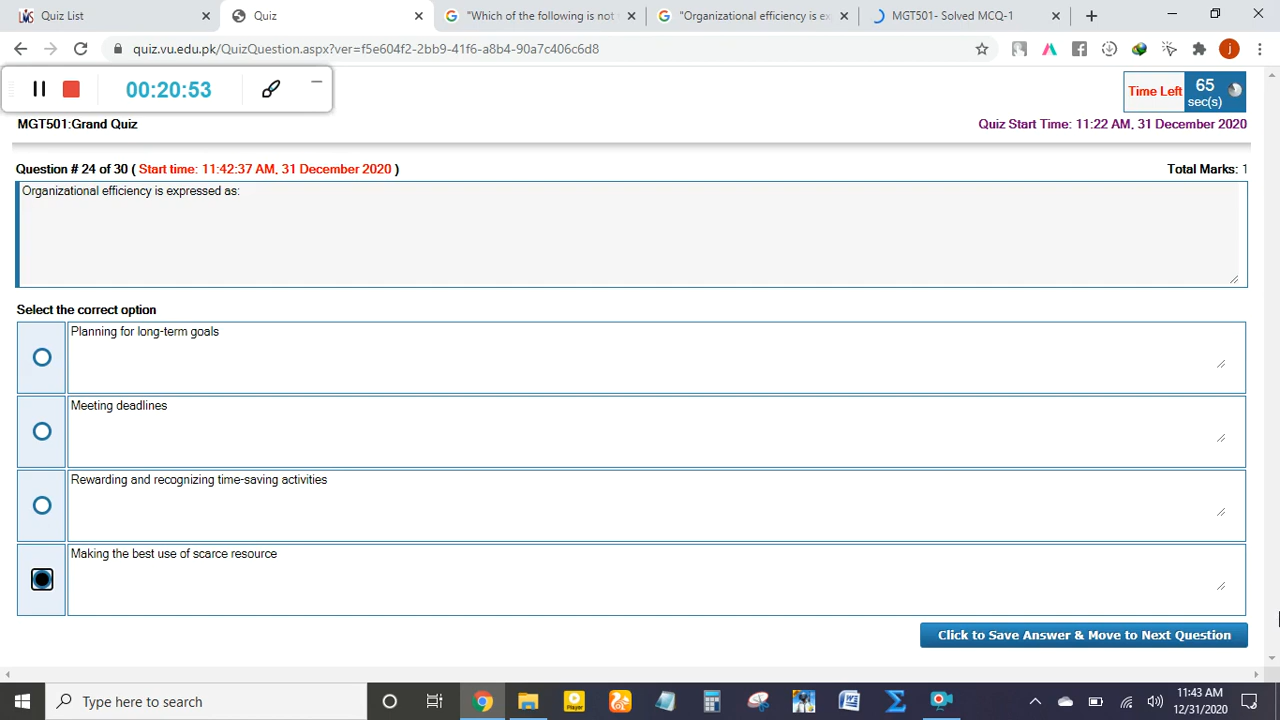 Quiz List
Quiz
"Which of the following is not
"Organizational efficiency is ex
MGT501- Solved MCQ-1
quiz.vu.edu.pk/QuizQuestion.aspx?ver=f5e604f2-2bb9-41f6-a8b4-90a7c406c6d8
j
00:20:53
Time Left 65 sec(s)
MGT501:Grand Quiz
Quiz Start Time: 11:22 AM, 31 December 2020
Question # 24 of 30 ( Start time: 11:42:37 AM, 31 December 2020 )
Total Marks: 1
Organizational efficiency is expressed as:
Select the correct option
Planning for long-term goals
Meeting deadlines
Rewarding and recognizing time-saving activities
Making the best use of scarce resource
Click to Save Answer & Move to Next Question
Type here to search
Player
11:43 AM
12/31/2020